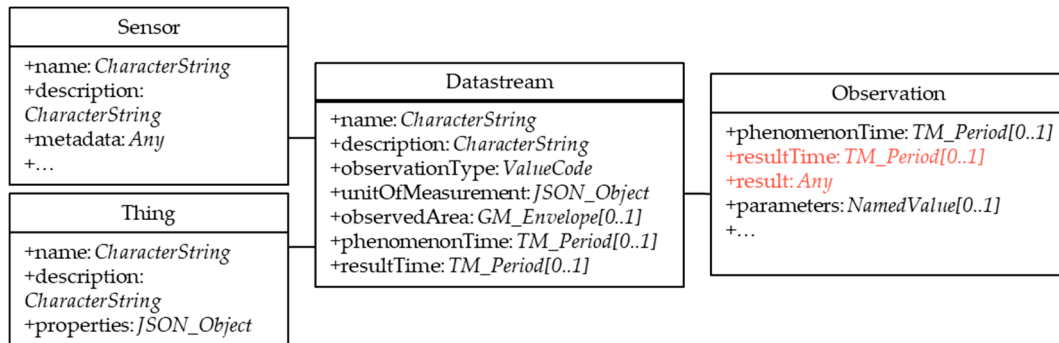 Sensor
+name: CharacterString
+description:
CharacterString
+metadata: Any
+...
Thing
+name: CharacterString
+description:
CharacterString
+properties: JSON_Object
Datastream
+name: CharacterString
+description: CharacterString
+observationType: ValueCode
+unitOfMeasurement: JSON_Object
+observedArea: GM_Envelope[0..1]
+phenomenonTime: TM_Period[0..1]
+resultTime: TM_Period[0..1]
Observation
+phenomenonTime: TM_Period[0..1]
+resultTime: TM_Period[0..1]
+result: Any
+parameters: NamedValue[0..1]
+...